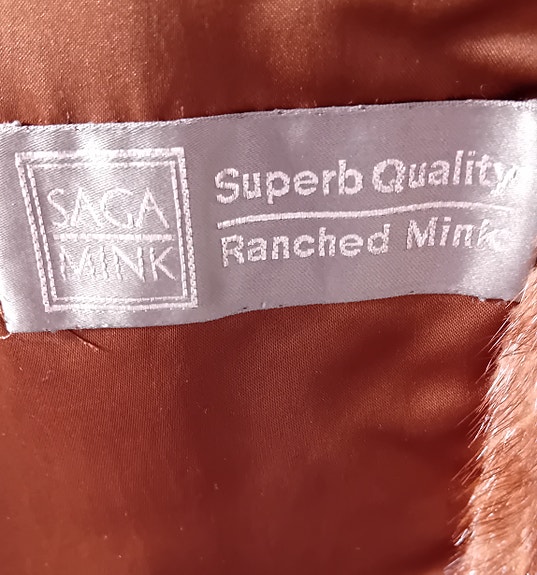 SAGA
MINK
Superb Quality
Ranched Mink